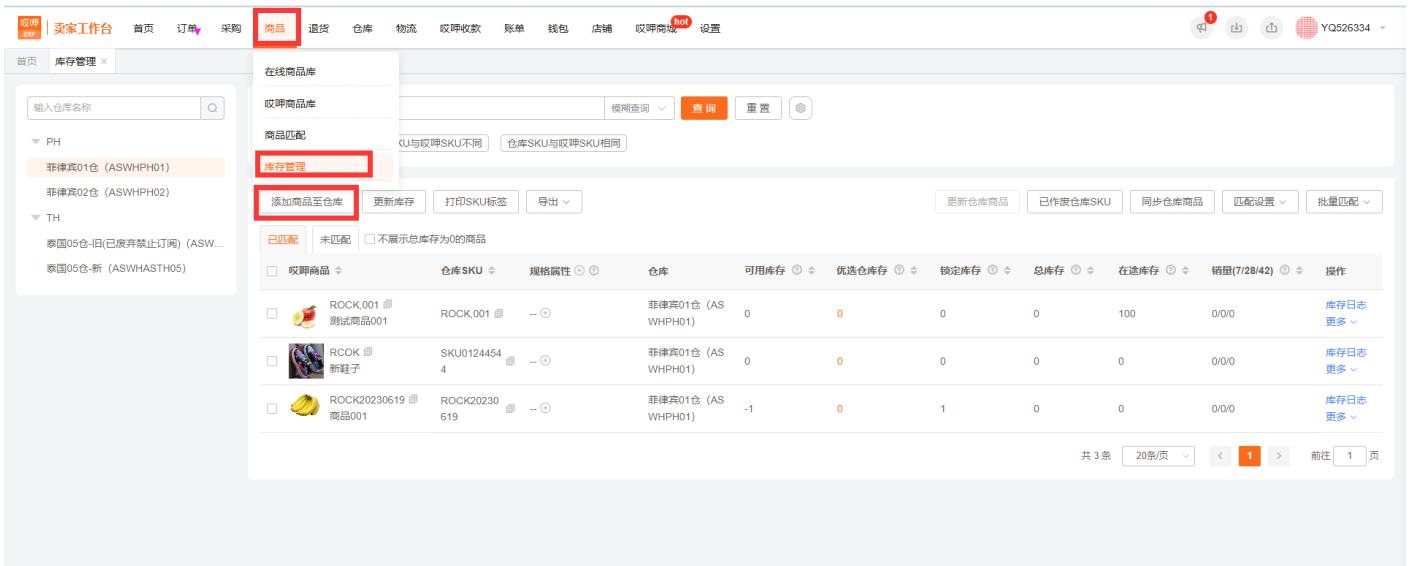 哎呷
ERP
卖家工作台 首页 订单 采购 商品 退货 仓库 物流 哎呷收款 账单 钱包 店铺 哎呷商城 hot 设置 1 YQ526334
首页 库存管理 ×
在线商品库
哎呷商品库
商品匹配
库存管理
输入仓库名称
模糊查询 查询 重置
KU与哎呷SKU不同 仓库SKU与哎呷SKU相同
PH
菲律宾01仓（ASWHPH01）
菲律宾02仓（ASWHPH02）
TH
泰国05仓-旧(已废弃禁止订阅)（ASW...
泰国05仓-新（ASWHASTH05）
添加商品至仓库 更新库存 打印SKU标签 导出 更新仓库商品 已作废仓库SKU 同步仓库商品 匹配设置 批量匹配
已匹配 未匹配 不展示总库存为0的商品
哎呷商品 仓库SKU 规格属性 仓库 可用库存 优选仓库存 锁定库存 总库存 在途库存 销量(7/28/42) 操作
ROCK,001
测试商品001
ROCK,001
--
菲律宾01仓（AS
WHPH01）
0 0 0 0 100 0/0/0
库存日志
更多
RCOK
新鞋子
SKU0124454
4
--
菲律宾01仓（AS
WHPH01）
0 0 0 0 0 0/0/0
库存日志
更多
ROCK20230619
商品001
ROCK20230
619
--
菲律宾01仓（AS
WHPH01）
-1 0 1 0 0 0/0/0
库存日志
更多
共 3 条 20条/页 < 1 > 前往 1 页